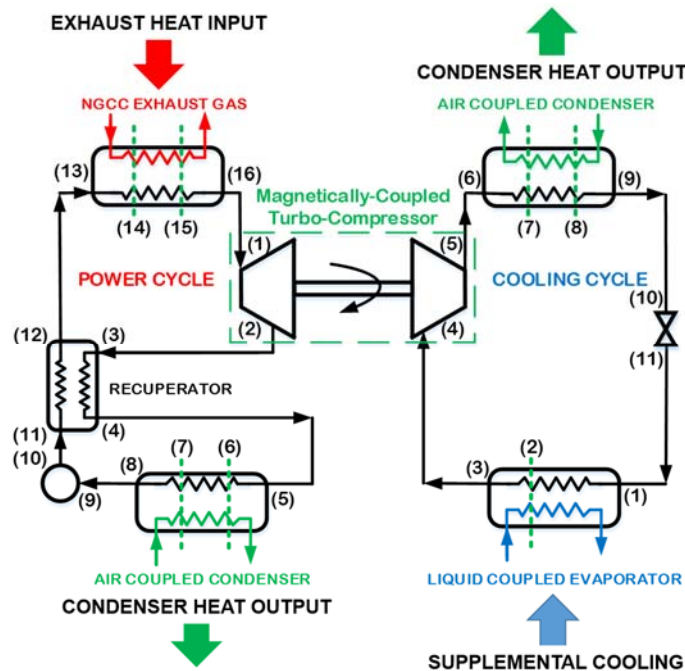 EXHAUST HEAT INPUT
CONDENSER HEAT OUTPUT
NGCC EXHAUST GAS
AIR COUPLED CONDENSER
(13)
(16)
(6)
(9)
(14)
(15)
(7)
(8)
Magnetically-Coupled
Turbo-Compressor
(1)
(5)
POWER CYCLE
COOLING CYCLE
(2)
(4)
(10)
(11)
(12)
(3)
RECUPERATOR
(4)
(11)
(10)
(9)
(8)
(7)
(6)
(5)
(3)
(2)
(1)
AIR COUPLED CONDENSER
LIQUID COUPLED EVAPORATOR
CONDENSER HEAT OUTPUT
SUPPLEMENTAL COOLING